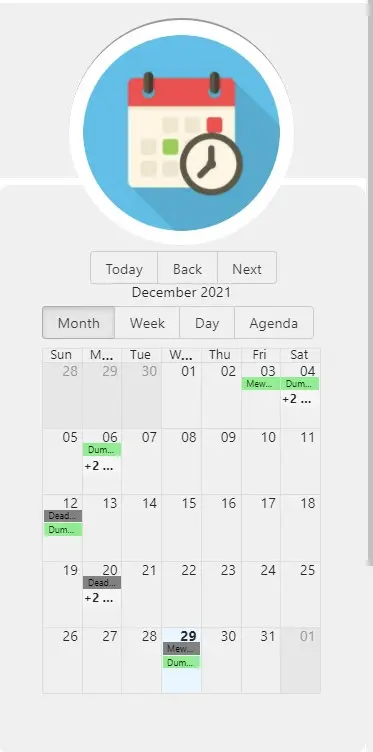 Today Back Next
December 2021
Month Week Day Agenda
Sun M... Tue W... Thu Fri Sat
28 29 30 01 02 03 04
Mew... Dum...
+2 ...
05 06 07 08 09 10 11
Dum...
+2 ...
12 13 14 15 16 17 18
Dead...
Dum...
19 20 21 22 23 24 25
Dead...
+2 ...
26 27 28 29 30 31 01
Mew...
Dum...